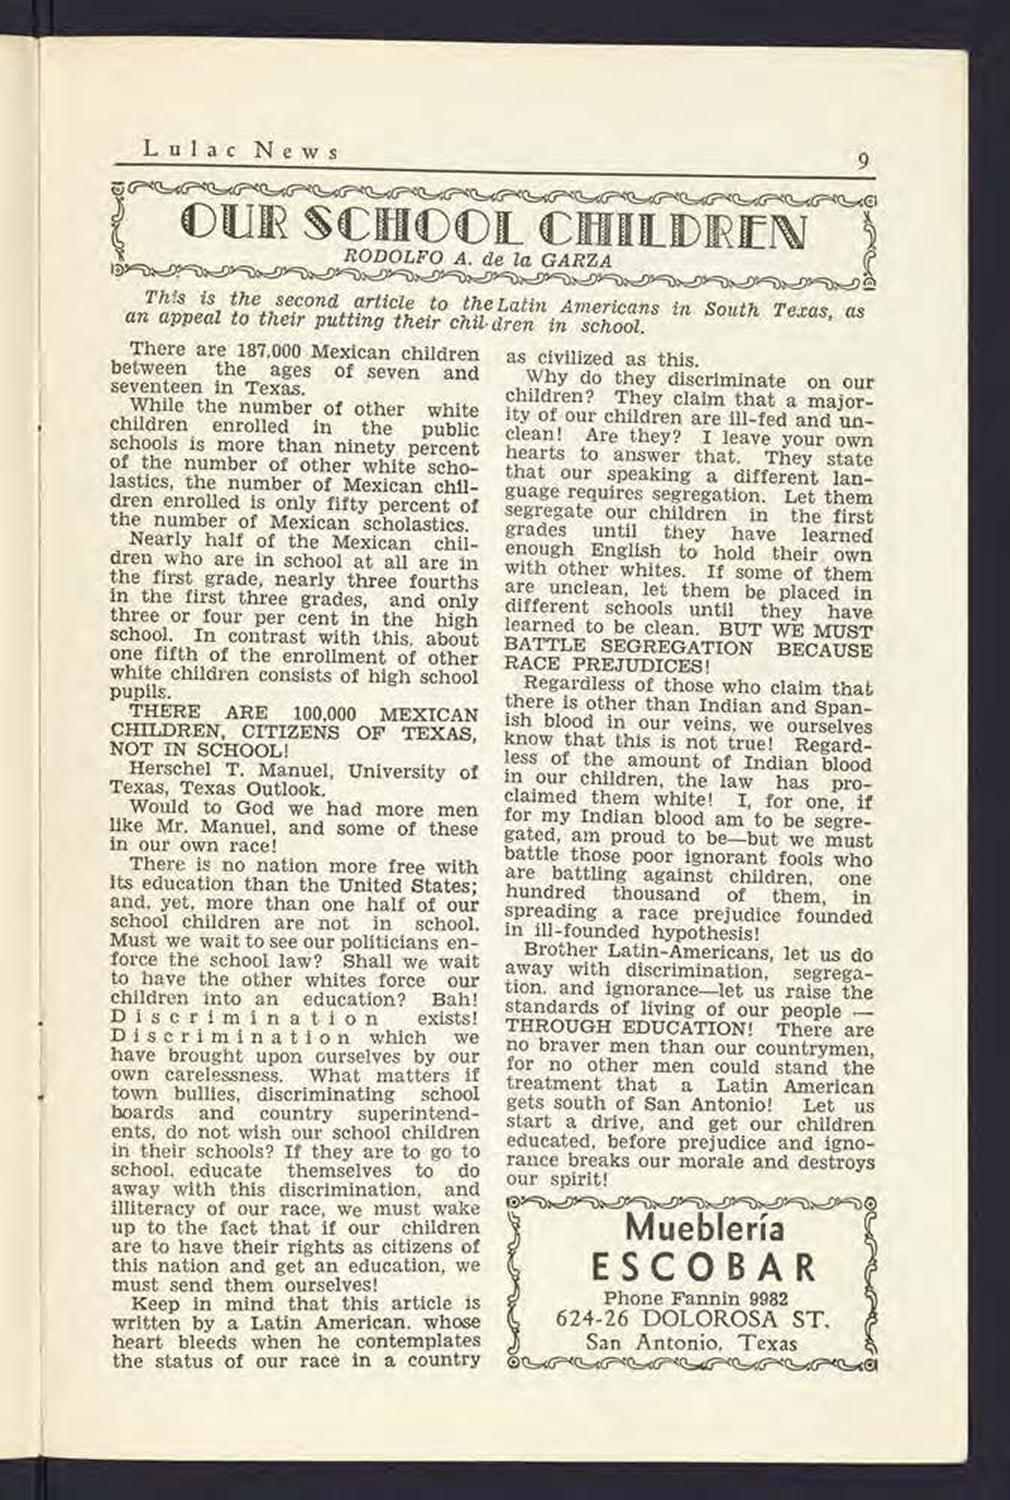 Lulac News
9
OUR SCHOOL CHILDREN
RODOLFO A. de la GARZA
This is the second article to the Latin Americans in South Texas, as
an appeal to their putting their chil-dren in school.
There are 187,000 Mexican children
between the ages of seven and
seventeen in Texas.
While the number of other white
children enrolled in the public
schools is more than ninety percent
of the number of other white scho-
lastics, the number of Mexican chil-
dren enrolled is only fifty percent of
the number of Mexican scholastics.
Nearly half of the Mexican chil-
dren who are in school at all are in
the first grade, nearly three fourths
in the first three grades, and only
three or four per cent in the high
school. In contrast with this, about
one fifth of the enrollment of other
white children consists of high school
pupils.
THERE ARE 100,000 MEXICAN
CHILDREN, CITIZENS OF TEXAS,
NOT IN SCHOOL!
Herschel T. Manuel, University of
Texas, Texas Outlook.
Would to God we had more men
like Mr. Manuel, and some of these
in our own race!
There is no nation more free with
its education than the United States;
and, yet, more than one half of our
school children are not in school.
Must we wait to see our politicians en-
force the school law? Shall we wait
to have the other whites force our
children into an education? Bah!
Discrimination exists!
Discrimination which we
have brought upon ourselves by our
own carelessness. What matters if
town bullies, discriminating school
boards and country superintend-
ents, do not wish our school children
in their schools? If they are to go to
school, educate themselves to do
away with this discrimination, and
illiteracy of our race, we must wake
up to the fact that if our children
are to have their rights as citizens of
this nation and get an education, we
must send them ourselves!
Keep in mind that this article is
written by a Latin American, whose
heart bleeds when he contemplates
the status of our race in a country
as civilized as this.
Why do they discriminate on our
children? They claim that a major-
ity of our children are ill-fed and un-
clean! Are they? I leave your own
hearts to answer that. They state
that our speaking a different lan-
guage requires segregation. Let them
segregate our children in the first
grades until they have learned
enough English to hold their own
with other whites. If some of them
are unclean, let them be placed in
different schools until they have
learned to be clean. BUT WE MUST
BATTLE SEGREGATION BECAUSE
RACE PREJUDICES!
Regardless of those who claim that
there is other than Indian and Span-
ish blood in our veins, we ourselves
know that this is not true! Regard-
less of the amount of Indian blood
in our children, the law has pro-
claimed them white! I, for one, if
for my Indian blood am to be segre-
gated, am proud to be—but we must
battle those poor ignorant fools who
are battling against children, one
hundred thousand of them, in
spreading a race prejudice founded
in ill-founded hypothesis!
Brother Latin-Americans, let us do
away with discrimination, segrega-
tion, and ignorance—let us raise the
standards of living of our people —
THROUGH EDUCATION! There are
no braver men than our countrymen,
for no other men could stand the
treatment that a Latin American
gets south of San Antonio! Let us
start a drive, and get our children
educated, before prejudice and igno-
rance breaks our morale and destroys
our spirit!
Mueblería
ESCOBAR
Phone Fannin 9982
624-26 DOLOROSA ST.
San Antonio, Texas